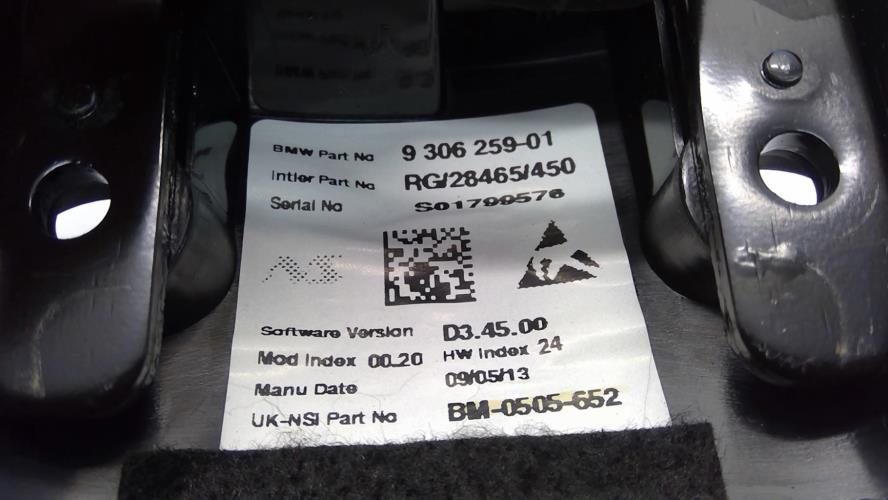 BMW Part No 9 306 259-01
Intier Part No RG/28465/450
Serial No S01799576
NS
Software Version D3.45.00
Mod Index 00.20 HW Index 24
Manu Date 09/05/13
UK-NSI Part No BM-0505-652